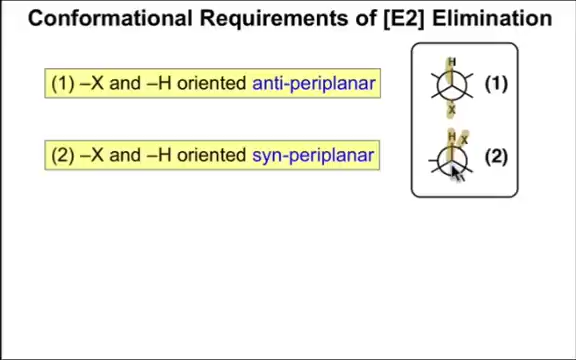 Conformational Requirements of [E2] Elimination
(1) –X and –H oriented anti-periplanar
H
(1)
X
(2) –X and –H oriented syn-periplanar
H X
(2)